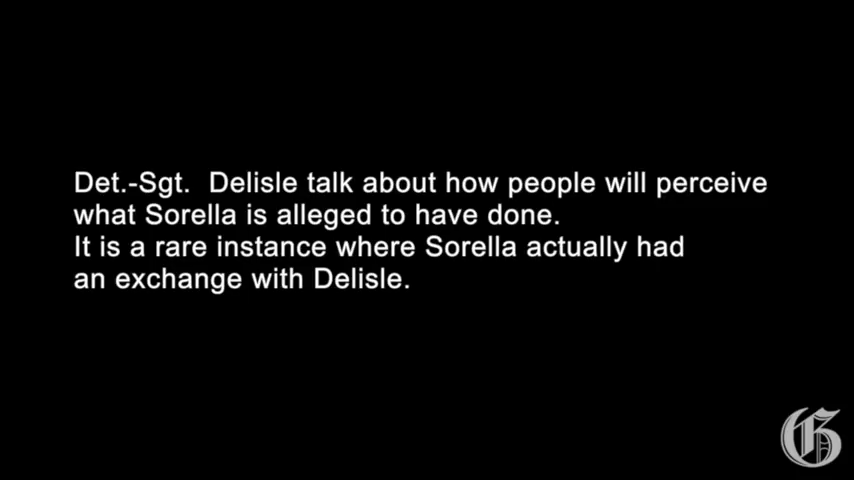 Det.-Sgt.  Delisle talk about how people will perceive
what Sorella is alleged to have done.
It is a rare instance where Sorella actually had
an exchange with Delisle.
G